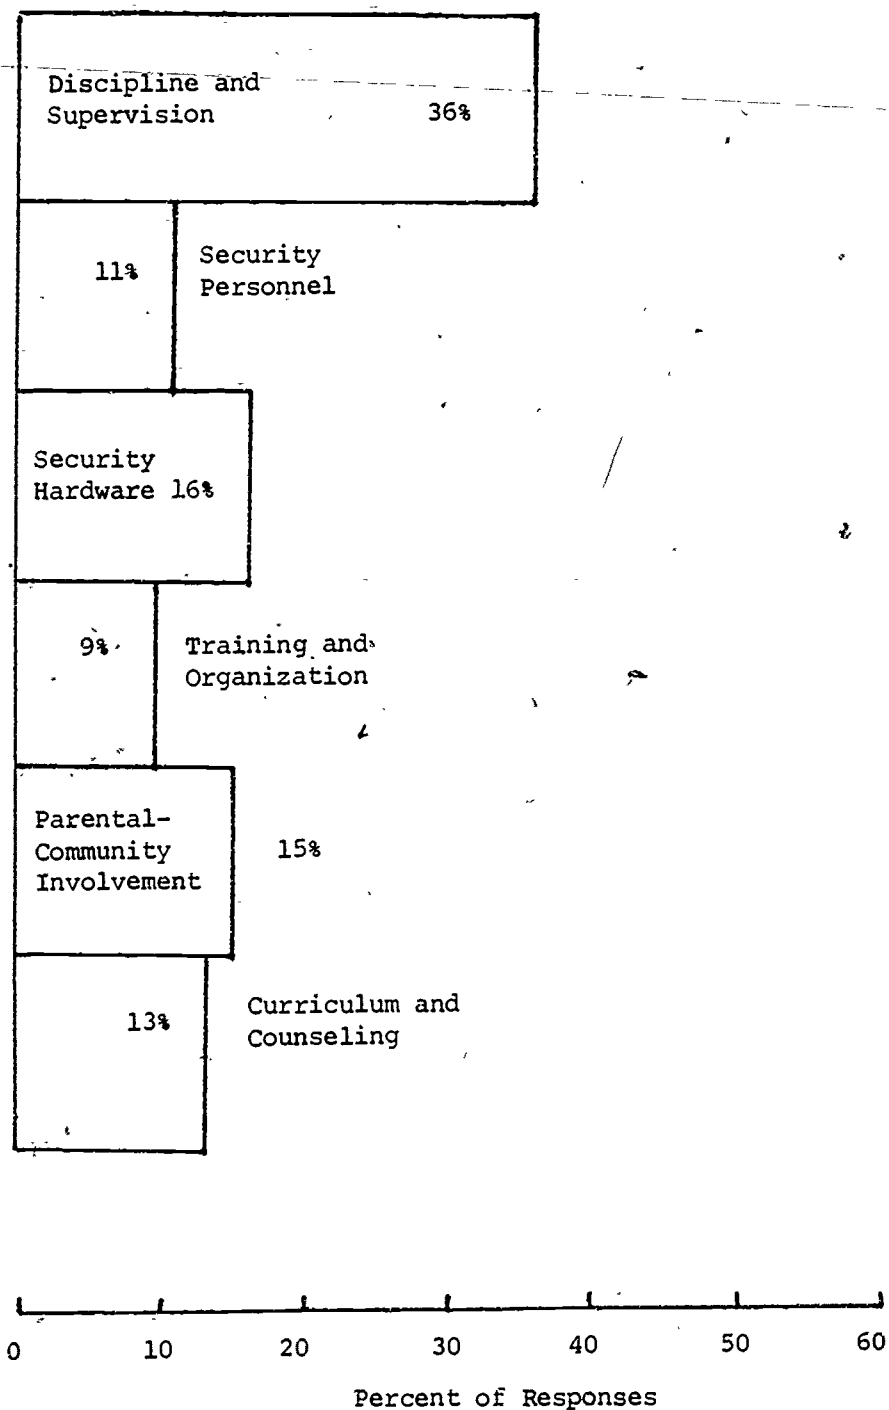 Discipline and
Supervision 36%
11% Security
Personnel
Security
Hardware 16%
9% Training and
Organization
Parental-
Community 15%
Involvement
13% Curriculum and
Counseling
0 10 20 30 40 50 60
Percent of Responses